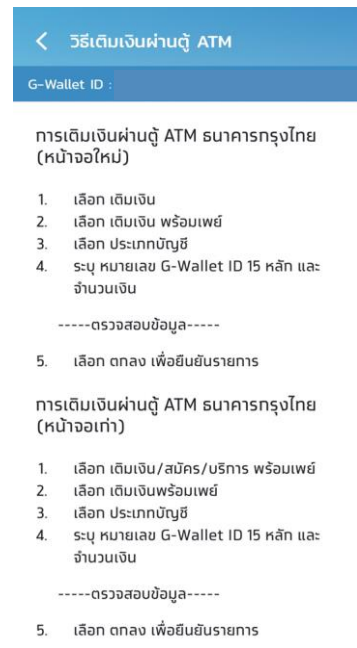 วิธีเติมเงินผ่านตู้ ATM
G-Wallet ID :
การเติมเงินผ่านตู้ ATM ธนาคารกรุงไทย
(หน้าจอใหม่)
1. เลือก เติมเงิน
2. เลือก เติมเงิน พร้อมเพย์
3. เลือก ประเภทบัญชี
4. ระบุ หมายเลข G-Wallet ID 15 หลัก และ
จำนวนเงิน
-----ตรวจสอบข้อมูล-----
5. เลือก ตกลง เพื่อยืนยันรายการ
การเติมเงินผ่านตู้ ATM ธนาคารกรุงไทย
(หน้าจอเก่า)
1. เลือก เติมเงิน/สมัคร/บริการ พร้อมเพย์
2. เลือก เติมเงินพร้อมเพย์
3. เลือก ประเภทบัญชี
4. ระบุ หมายเลข G-Wallet ID 15 หลัก และ
จำนวนเงิน
-----ตรวจสอบข้อมูล-----
5. เลือก ตกลง เพื่อยืนยันรายการ